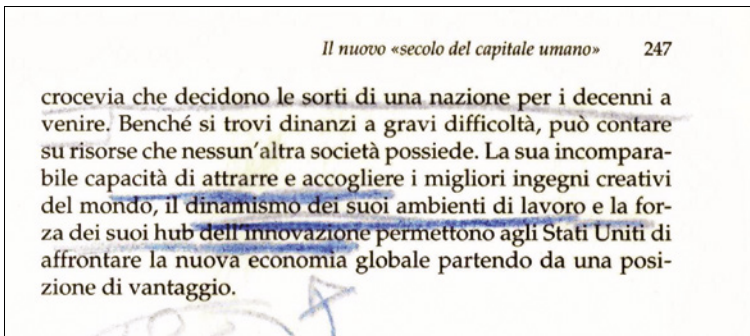 Il nuovo «secolo del capitale umano» 247
crocevia che decidono le sorti di una nazione per i decenni a
venire. Benché si trovi dinanzi a gravi difficoltà, può contare
su risorse che nessun'altra società possiede. La sua incompara-
bile capacità di attrarre e accogliere i migliori ingegni creativi
del mondo, il dinamismo dei suoi ambienti di lavoro e la for-
za dei suoi hub dell'innovazione permettono agli Stati Uniti di
affrontare la nuova economia globale partendo da una posi-
zione di vantaggio.